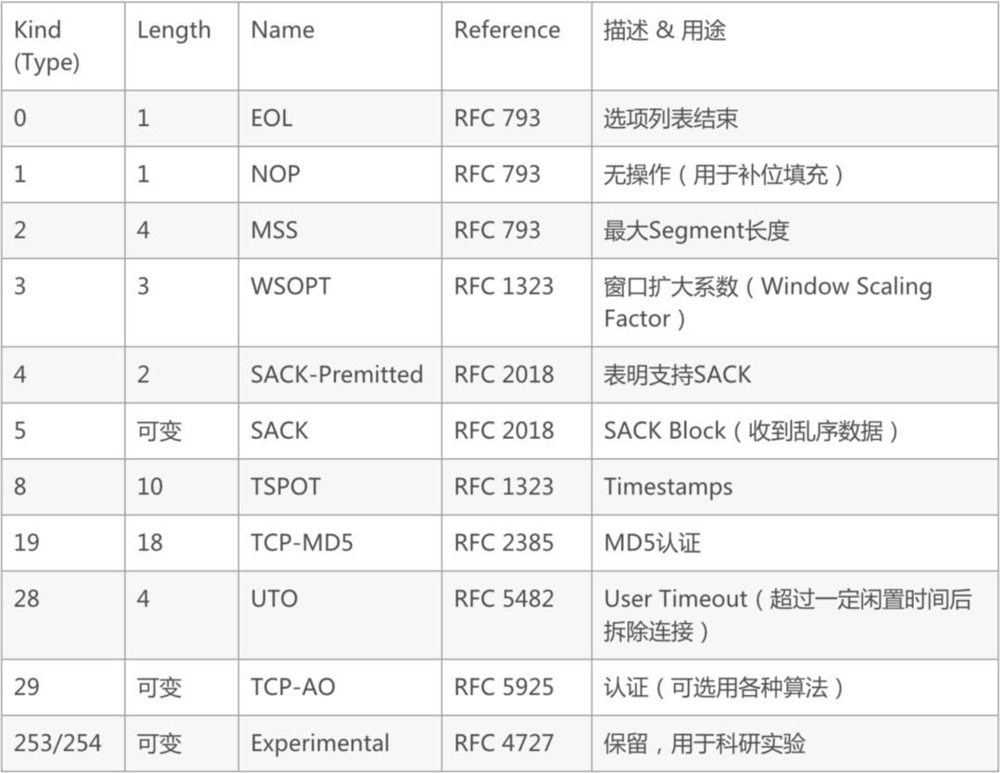 Kind Length Name Reference 描述 & 用途
(Type)
0 1 EOL RFC 793 选项列表结束
1 1 NOP RFC 793 无操作（用于补位填充）
2 4 MSS RFC 793 最大Segment长度
3 3 WSOPT RFC 1323 窗口扩大系数（Window Scaling
Factor）
4 2 SACK-Premitted RFC 2018 表明支持SACK
5 可变 SACK RFC 2018 SACK Block（收到乱序数据）
8 10 TSPOT RFC 1323 Timestamps
19 18 TCP-MD5 RFC 2385 MD5认证
28 4 UTO RFC 5482 User Timeout（超过一定闲置时间后
拆除连接）
29 可变 TCP-AO RFC 5925 认证（可选用各种算法）
253/254 可变 Experimental RFC 4727 保留，用于科研实验